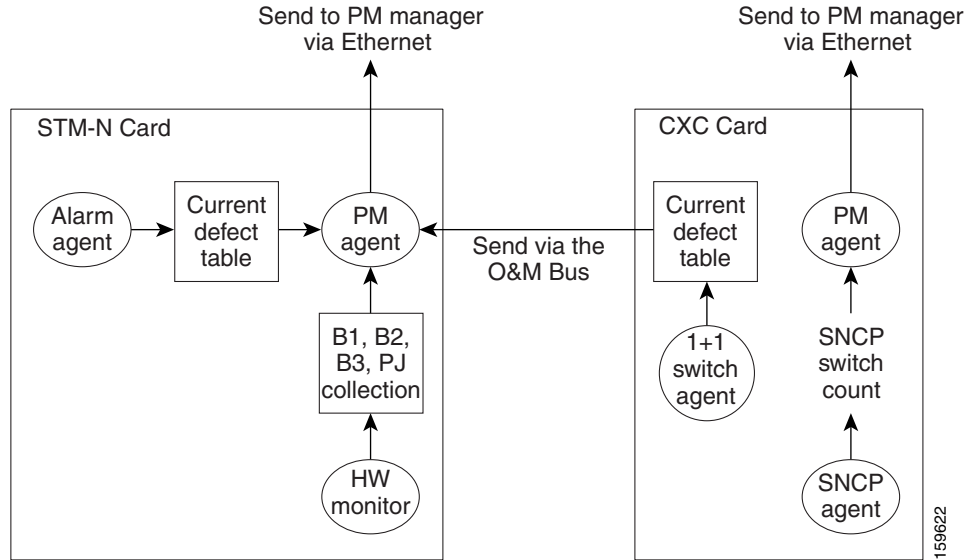 Send to PM manager
via Ethernet
Send to PM manager
via Ethernet
STM-N Card
CXC Card
Alarm
agent
Current
defect
table
PM
agent
Send via the
O&M Bus
Current
defect
table
PM
agent
B1, B2,
B3, PJ
collection
1+1
switch
agent
SNCP
switch
count
HW
monitor
SNCP
agent
159622